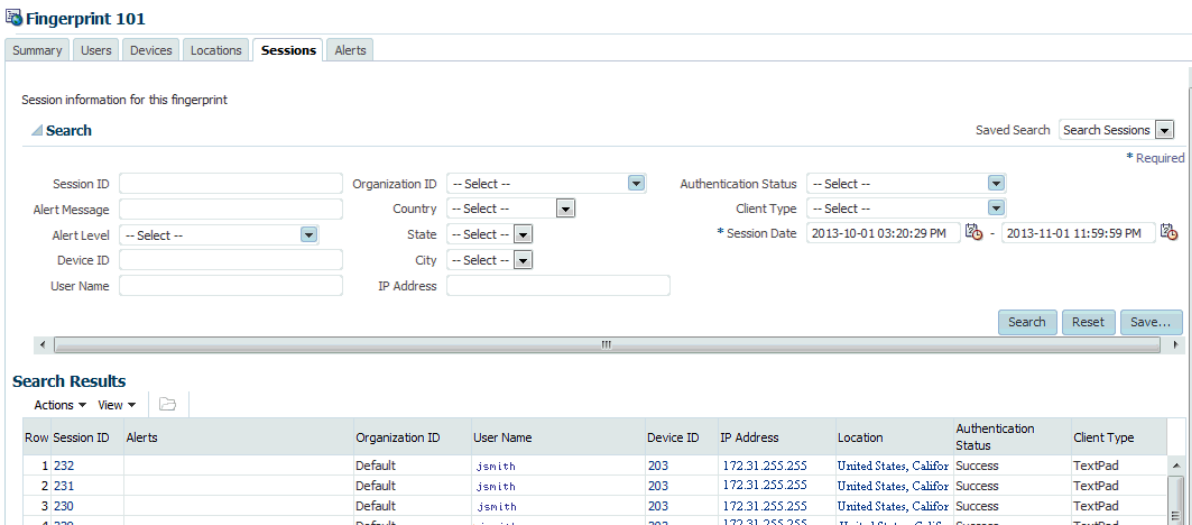 Fingerprint 101
Summary Users Devices Locations Sessions Alerts
Session information for this fingerprint
Search Saved Search Search Sessions
* Required
Session ID Organization ID -- Select -- Authentication Status -- Select --
Alert Message Country -- Select -- Client Type -- Select --
Alert Level -- Select -- State -- Select -- * Session Date 2013-10-01 03:20:29 PM - 2013-11-01 11:59:59 PM
Device ID City -- Select --
User Name IP Address
Search Reset Save...
Search Results
Actions View
Row Session ID Alerts Organization ID User Name Device ID IP Address Location Authentication Status Client Type
1 232 Default jsmith 203 172.31.255.255 United States, Califor Success TextPad
2 231 Default jsmith 203 172.31.255.255 United States, Califor Success TextPad
3 230 Default jsmith 203 172.31.255.255 United States, Califor Success TextPad